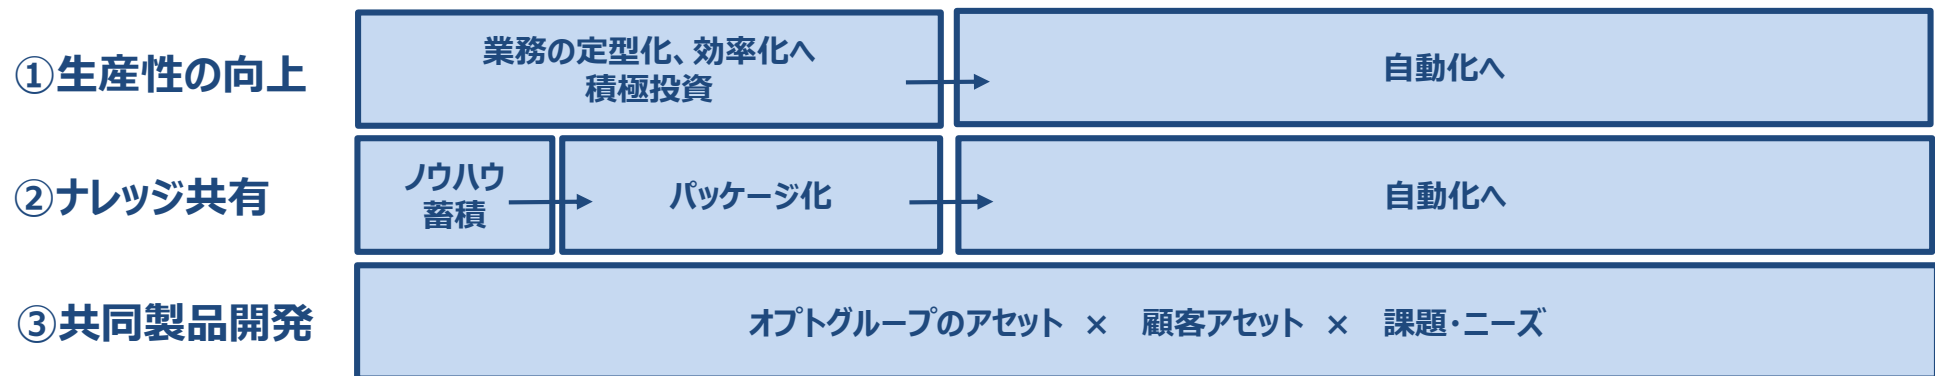 ①生産性の向上
業務の定型化、効率化へ
積極投資
自動化へ
②ナレッジ共有
ノウハウ
蓄積
パッケージ化
自動化へ
③共同製品開発
オプトグループのアセット × 顧客アセット × 課題・ニーズ